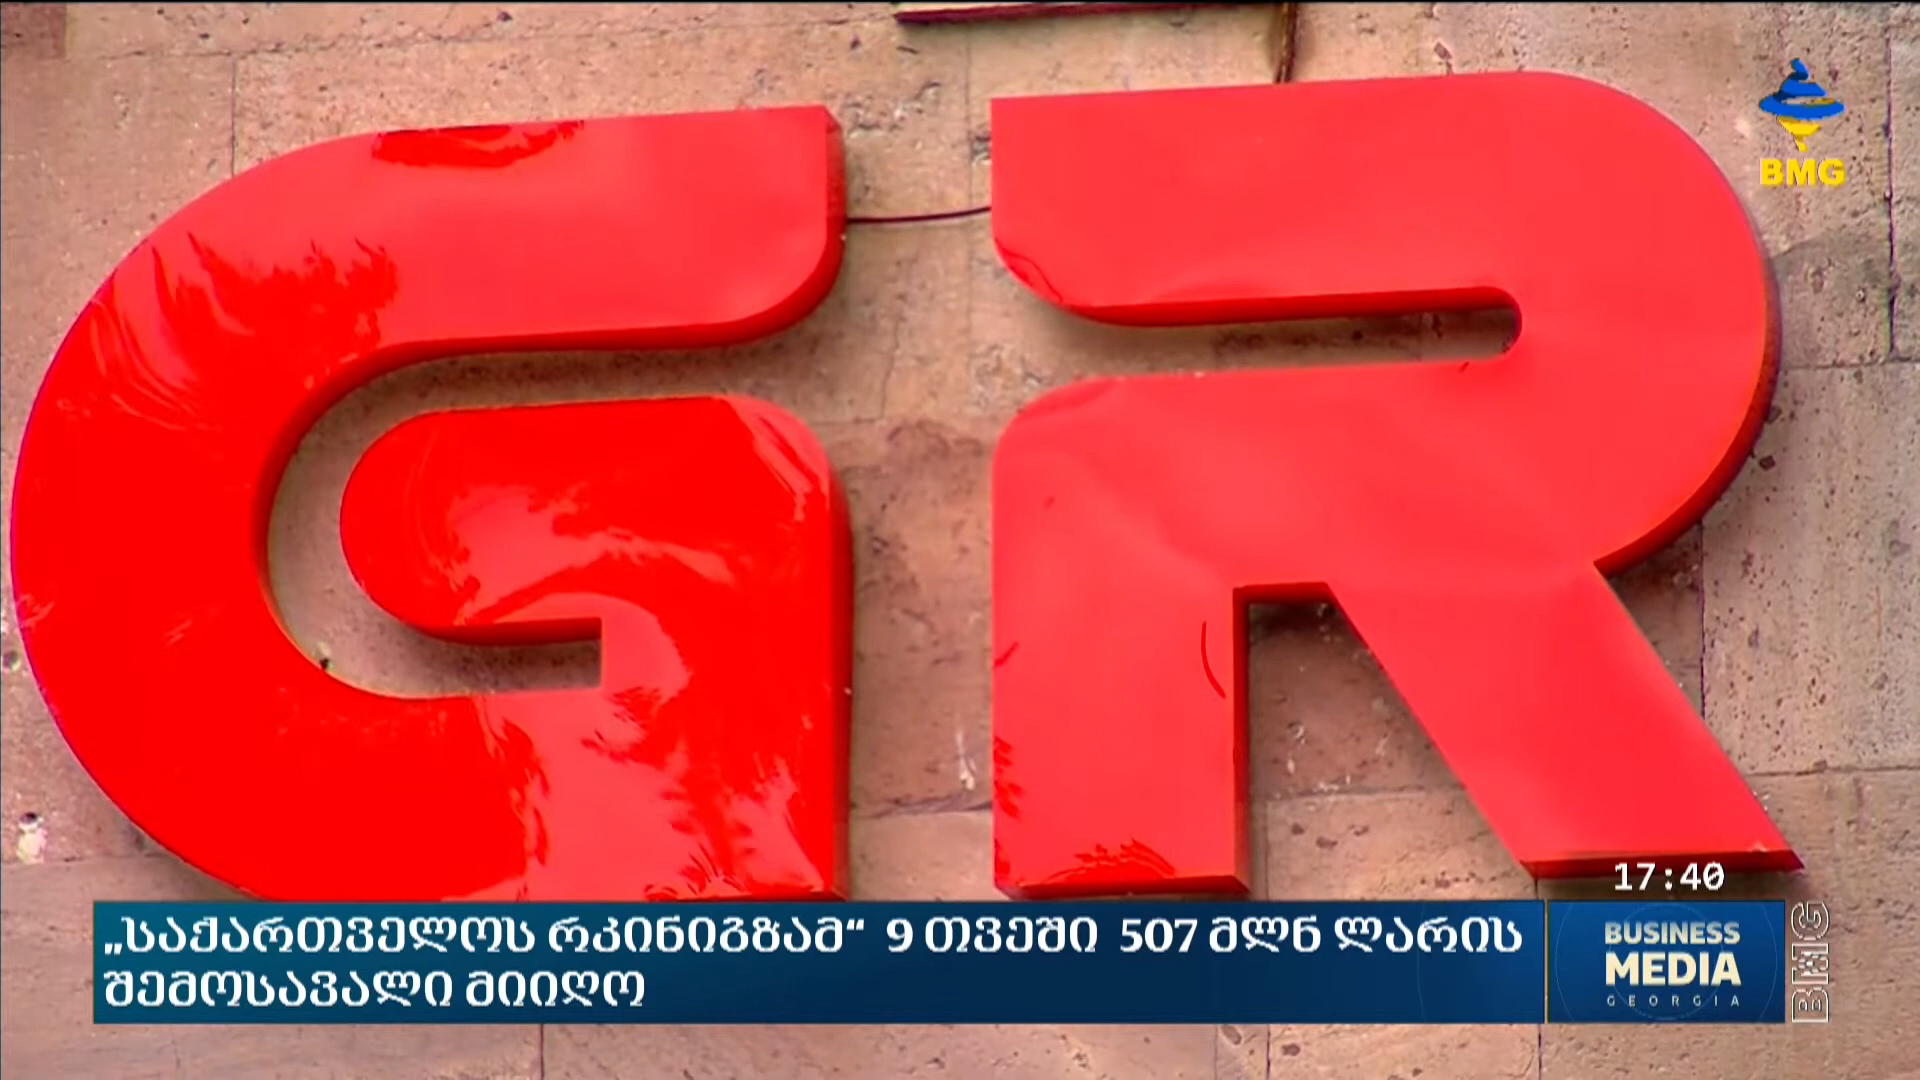 GR
BMG
17:40
„საქართველოს რკინიგზამ“ 9 თვეში 507 მლნ ლარის
შემოსავალი მიიღო
BUSINESS
MEDIA
GEORGIA
BMG